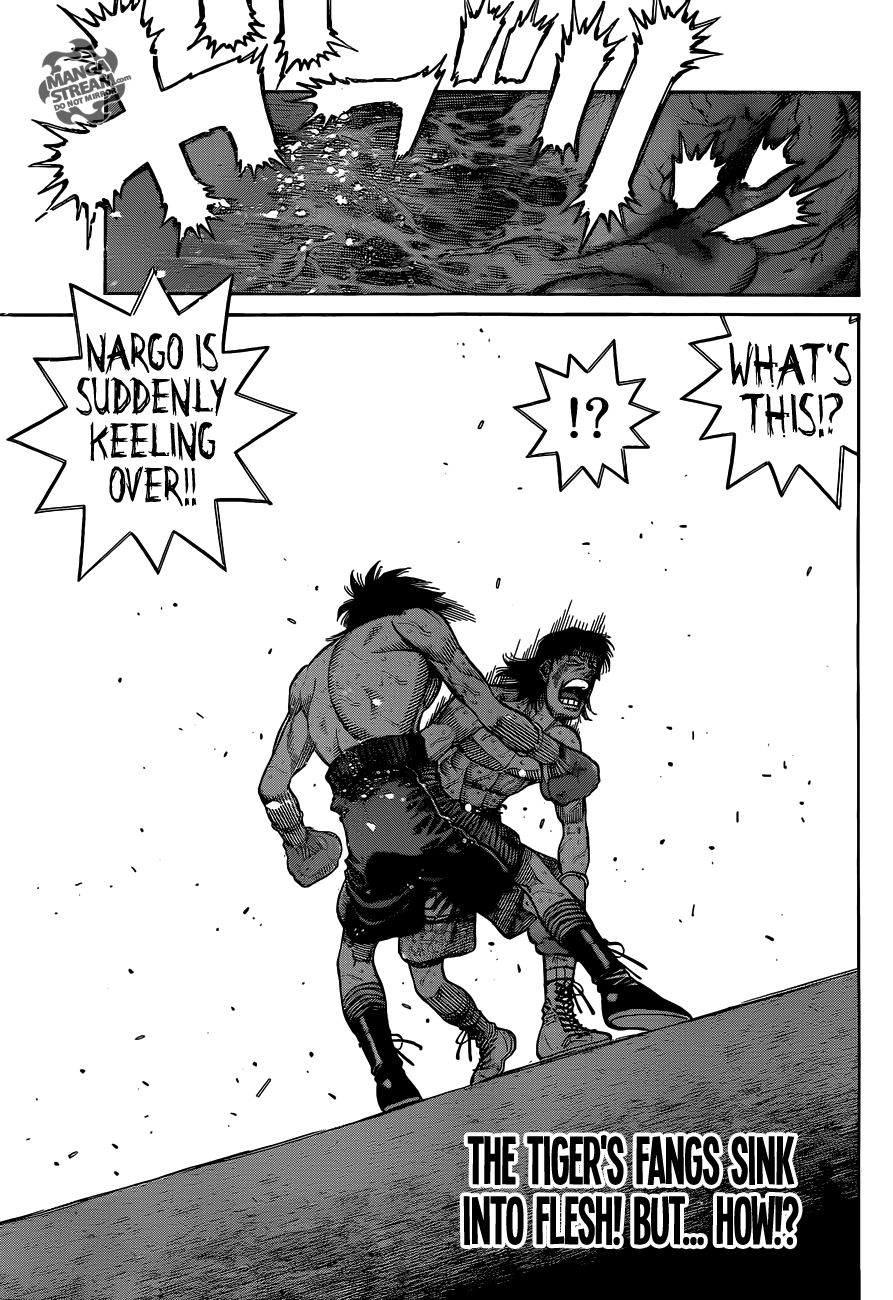 MANGA
STREAM.com
DO NOT MIRROR
WHAT'S
THIS!?
!?
NARGO IS
SUDDENLY
KEELING
OVER!!
THE TIGER'S FANGS SINK
INTO FLESH! BUT... HOW!?